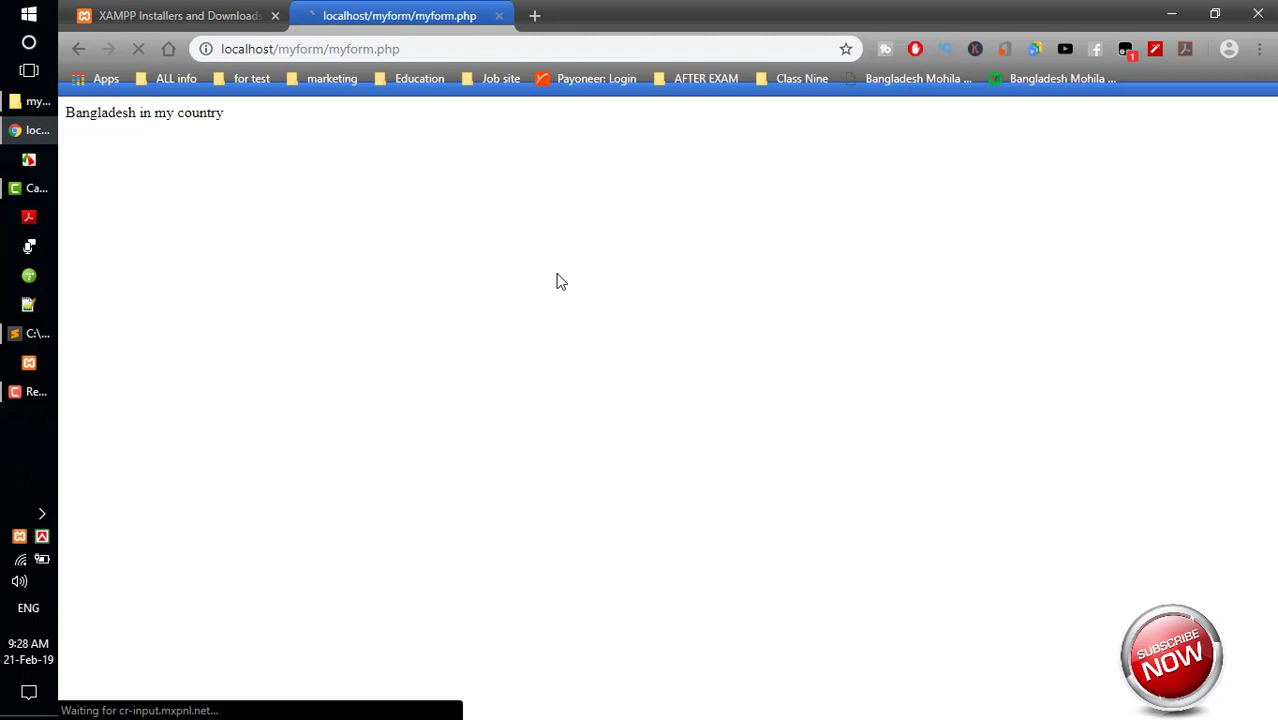 XAMPP Installers and Downloads
localhost/myform/myform.php
localhost/myform/myform.php
1
Apps
ALL info
for test
marketing
Education
Job site
Payoneer: Login
AFTER EXAM
Class Nine
Bangladesh Mohila ...
Bangladesh Mohila ...
my...
loc...
Ca...
C:\...
Re...
ENG
9:28 AM
21-Feb-19
Bangladesh in my country
SUBSCRIBE
NOW
Waiting for cr-input.mxpnl.net...